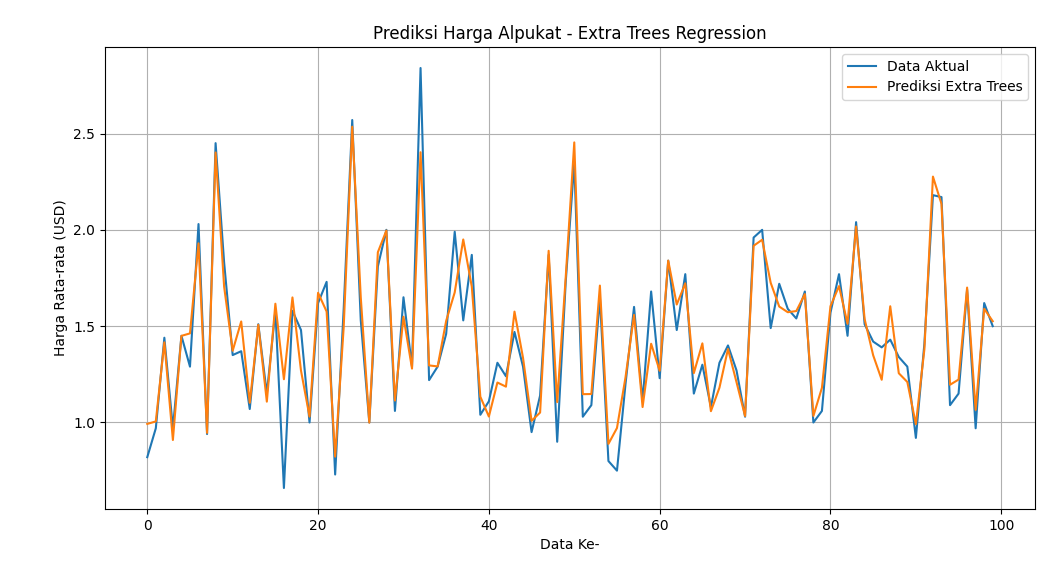 Prediksi Harga Alpukat - Extra Trees Regression
Data Aktual
Prediksi Extra Trees
Harga Rata-rata (USD)
2.5
2.0
1.5
1.0
0
20
40
60
80
100
Data Ke-